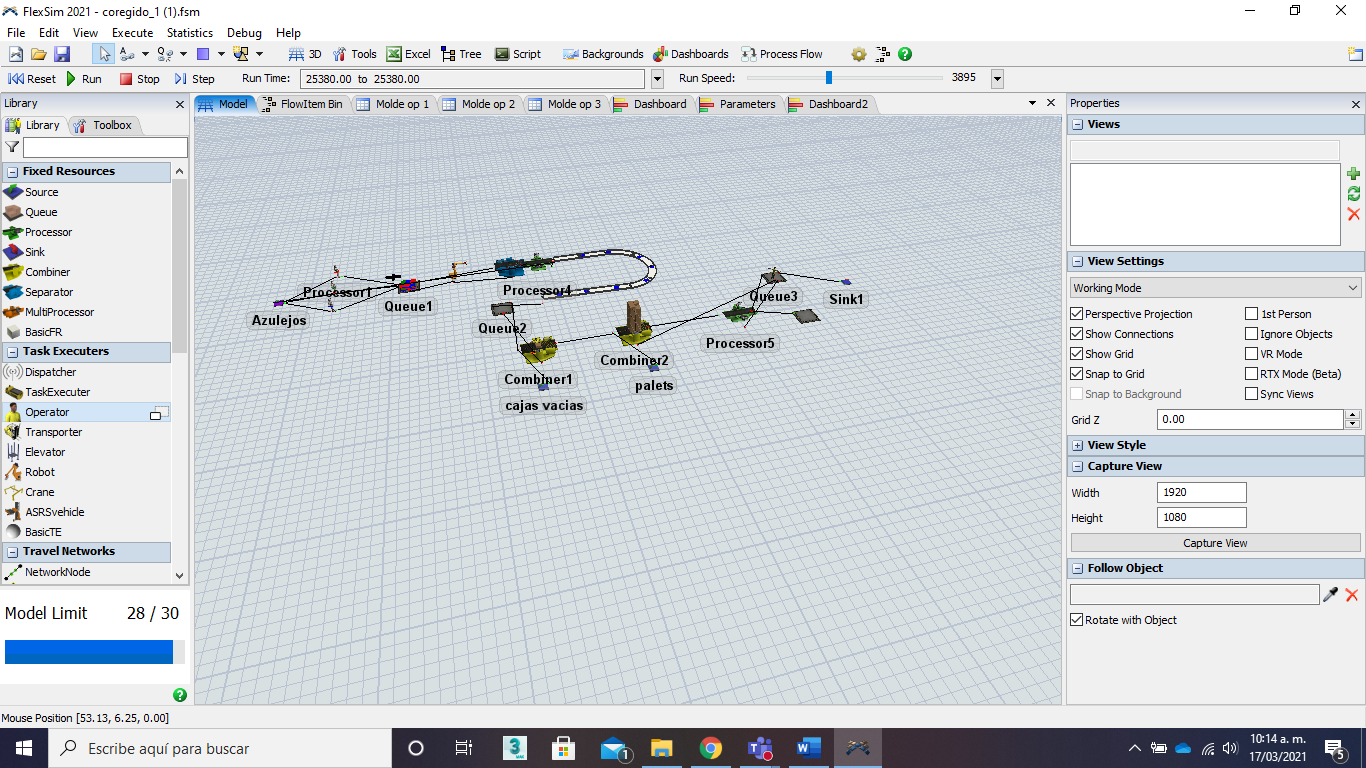 FlexSim 2021 - coregido_1 (1).fsm
File Edit View Execute Statistics Debug Help
3D Tools Excel Tree Script Backgrounds Dashboards Process Flow
Reset Run Stop Step Run Time: 25380.00 to 25380.00 Run Speed: 3895
Library
Library Toolbox
Fixed Resources
Source
Queue
Processor
Sink
Combiner
Separator
MultiProcessor
BasicFR
Task Executers
Dispatcher
TaskExecuter
Operator
Transporter
Elevator
Robot
Crane
ASRSvehicle
BasicTE
Travel Networks
NetworkNode
Model Limit 28 / 30
Model FlowItem Bin Molde op 1 Molde op 2 Molde op 3 Dashboard Parameters Dashboard2
Azulejos
Processor1
Queue1
Processor4
Queue2
Combiner1
cajas vacias
Combiner2
palets
Processor5
Queue3
Sink1
Properties
Views
View Settings
Working Mode
Perspective Projection 1st Person
Show Connections Ignore Objects
Show Grid VR Mode
Snap to Grid RTX Mode (Beta)
Snap to Background Sync Views
Grid Z 0.00
View Style
Capture View
Width 1920
Height 1080
Capture View
Follow Object
Rotate with Object
Mouse Position [53.13, 6.25, 0.00]
Escribe aquí para buscar
3
1
10:14 a. m.
17/03/2021
5